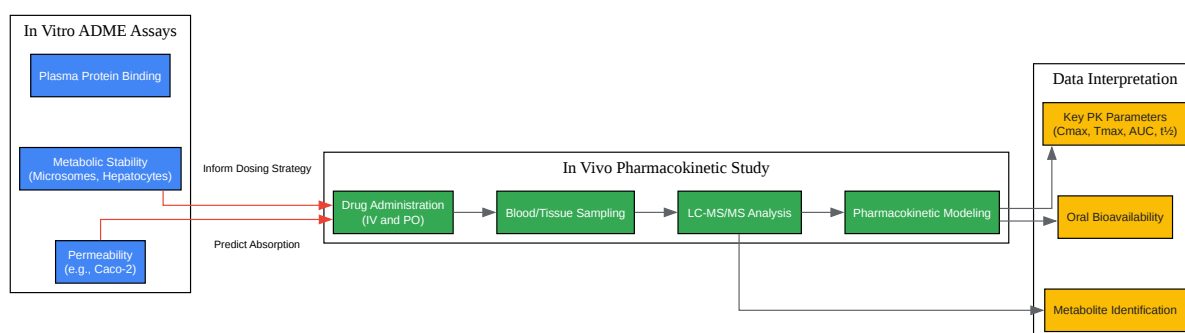 In Vitro ADME Assays
Plasma Protein Binding
Metabolic Stability
(Microsomes, Hepatocytes)
Permeability
(e.g., Caco-2)
Inform Dosing Strategy
Predict Absorption
In Vivo Pharmacokinetic Study
Drug Administration
(IV and PO)
Blood/Tissue Sampling
LC-MS/MS Analysis
Pharmacokinetic Modeling
Data Interpretation
Key PK Parameters
(Cmax, Tmax, AUC, t½)
Oral Bioavailability
Metabolite Identification